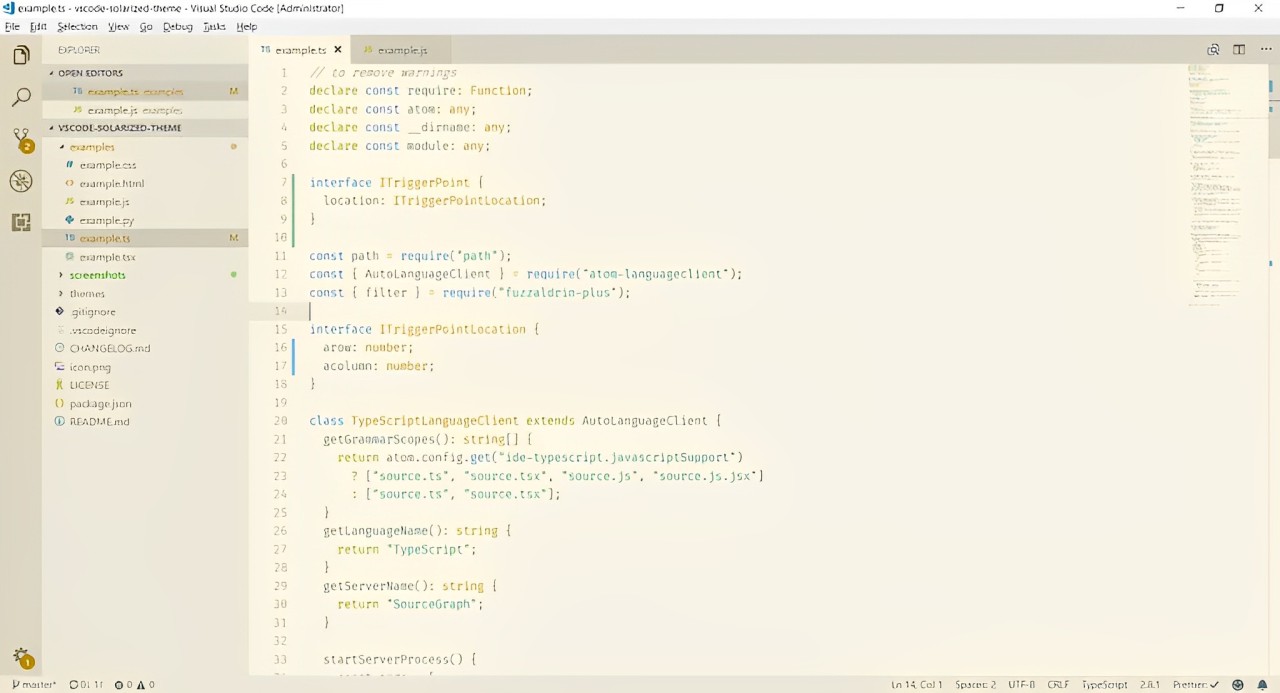 example.ts - vscode-solarized-theme - Visual Studio Code [Administrator]
File Edit Selection View Go Debug Tasks Help
EXPLORER
OPEN EDITORS
TS example.ts examples M
JS example.js examples
VSCODE-SOLARIZED-THEME
2
examples
# example.css
<> example.html
JS example.js
example.py
TS example.ts M
example.tsx
screenshots
themes
.gitignore
.vscodeignore
CHANGELOG.md
icon.png
LICENSE
{} package.json
README.md
1
TS example.ts
JS example.js
1 // to remove warnings
2 declare const require: Function;
3 declare const atom: any;
4 declare const __dirname: any;
5 declare const module: any;
6
7 interface ITriggerPoint {
8 location: ITriggerPointLocation;
9 }
10
11 const path = require("path");
12 const { AutoLanguageClient } = require("atom-languageclient");
13 const { filter } = require("fuzzaldrin-plus");
14
15 interface ITriggerPointLocation {
16 arow: number;
17 acolumn: number;
18 }
19
20 class TypeScriptLanguageClient extends AutoLanguageClient {
21 getGrammarScopes(): string[] {
22 return atom.config.get("ide-typescript.javascriptSupport")
23 ? ["source.ts", "source.tsx", "source.js", "source.js.jsx"]
24 : ["source.ts", "source.tsx"];
25 }
26 getLanguageName(): string {
27 return "TypeScript";
28 }
29 getServerName(): string {
30 return "SourceGraph";
31 }
32
33 startServerProcess() {
master* 0↓ 1↑ 0 0
Ln 14, Col 1 Spaces: 2 UTF-8 CRLF TypeScript 2.8.1 Prettier: ✓